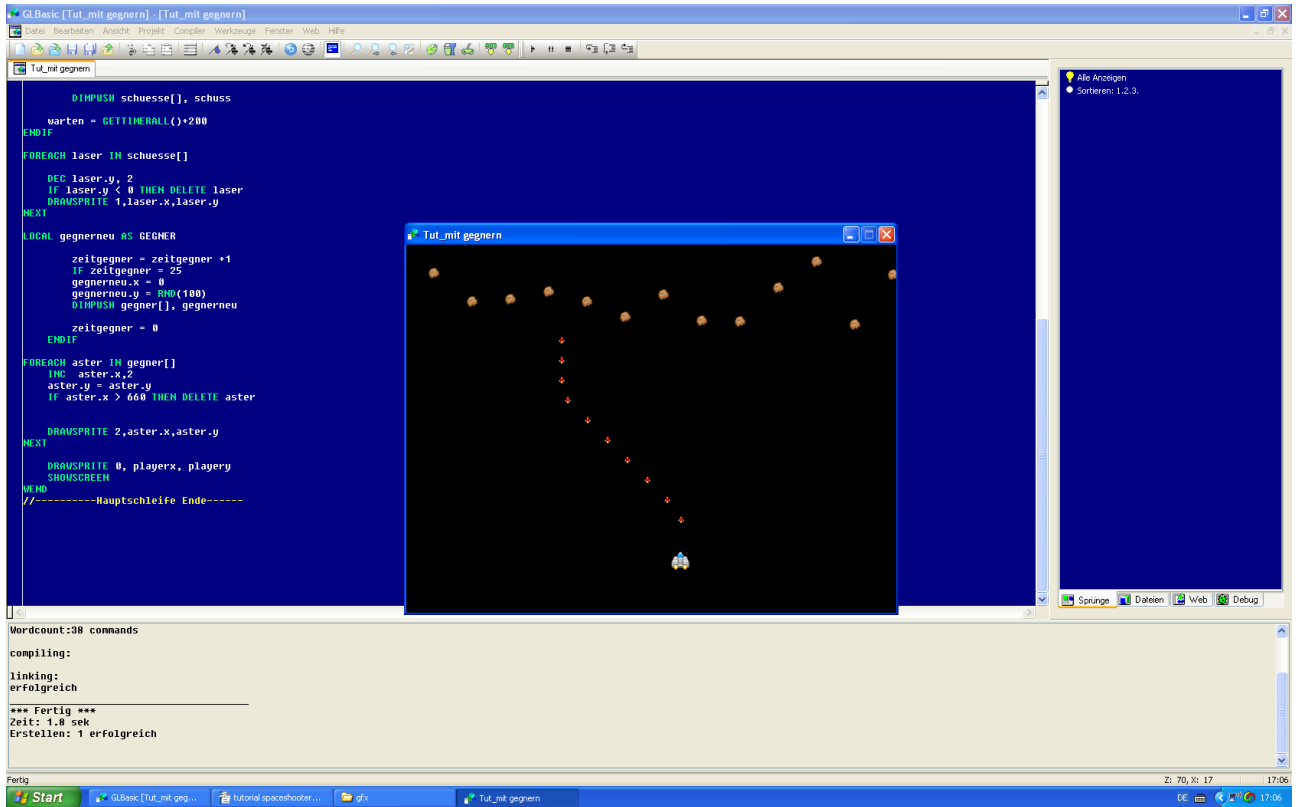 GLBasic [Tut_mit gegnern] - [Tut_mit gegnern]
Datei Bearbeiten Ansicht Projekt Compiler Werkzeuge Fenster Web Hilfe
Tut_mit gegnern
DIMPUSH schuesse[], schuss
warten = GETTIMERALL()+200
ENDIF
FOREACH laser IN schuesse[]
DEC laser.y, 2
IF laser.y < 0 THEN DELETE laser
DRAWSPRITE 1,laser.x,laser.y
NEXT
LOCAL gegnerneu AS GEGNER
zeitgegner = zeitgegner +1
IF zeitgegner = 25
gegnerneu.x = 0
gegnerneu.y = RND(100)
DIMPUSH gegner[], gegnerneu
zeitgegner = 0
ENDIF
FOREACH aster IN gegner[]
INC aster.x,2
aster.y = aster.y
IF aster.x > 660 THEN DELETE aster
DRAWSPRITE 2,aster.x,aster.y
NEXT
DRAWSPRITE 0, playerx, playery
SHOWSCREEN
WEND
//----------Hauptschleife Ende------
Tut_mit gegnern
Alle Anzeigen
Sortieren: 1.2.3.
Sprünge Dateien Web Debug
Wordcount:38 commands
compiling:
linking:
erfolgreich
*** Fertig ***
Zeit: 1.8 sek
Erstellen: 1 erfolgreich
Fertig
Z: 70, X: 17 17:06
Start GLBasic [Tut_mit geg... tutorial spaceshooter... gfx Tut_mit gegnern DE 17:06